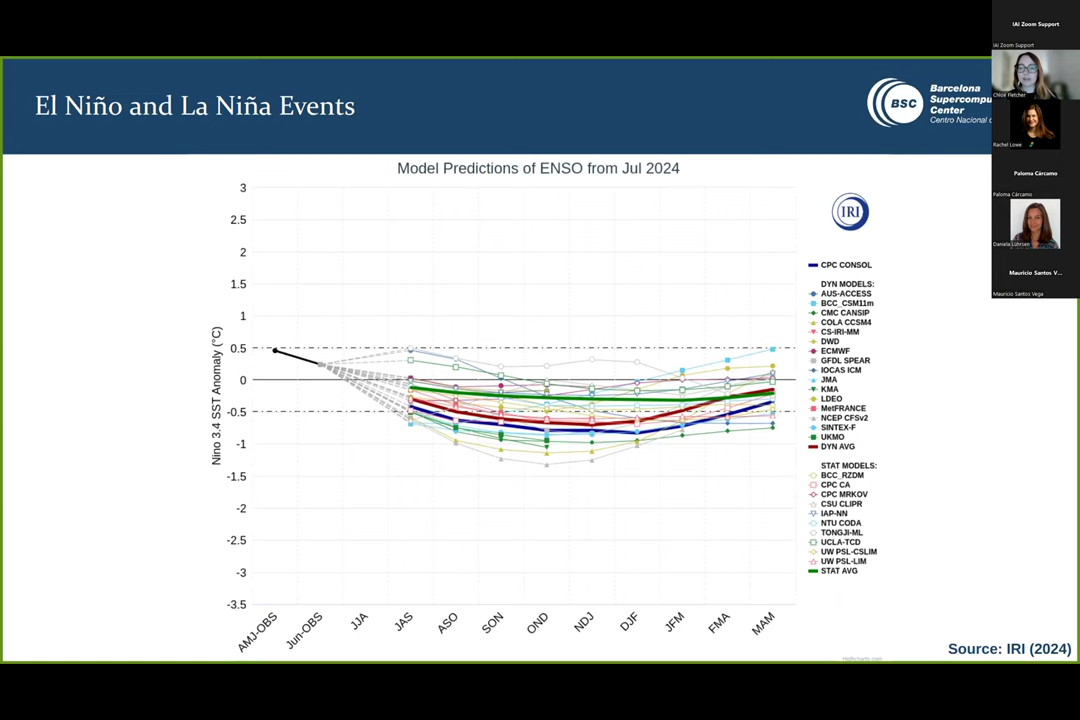 El Niño and La Niña Events
BSC
Barcelona
Supercompu
Center
Centro Nacional
IAI Zoom Support
IAI Zoom Support
Chloe Fletcher
Rachel Lowe
Paloma Cárcamo
Paloma Cárcamo
Daniela Lührsen
Mauricio Santos V...
Mauricio Santos Vega
Model Predictions of ENSO from Jul 2024
IRI
Nino 3.4 SST Anomaly (°C)
3
2.5
2
1.5
1
0.5
0
-0.5
-1
-1.5
-2
-2.5
-3
-3.5
AMJ-OBS
Jun-OBS
JJA
JAS
ASO
SON
OND
NDJ
DJF
JFM
FMA
MAM
CPC CONSOL
DYN MODELS:
AUS-ACCESS
BCC_CSM11m
CMC CANSIP
COLA CCSM4
CS-IRI-MM
DWD
ECMWF
GFDL SPEAR
IOCAS ICM
JMA
KMA
LDEO
MetFRANCE
NCEP CFSv2
SINTEX-F
UKMO
DYN AVG
STAT MODELS:
BCC_RZDM
CPC CA
CPC MRKOV
CSU CLIPR
IAP-NN
NTU CODA
TONGJI-ML
UCLA-TCD
UW PSL-CSLIM
UW PSL-LIM
STAT AVG
Highcharts.com
Source: IRI (2024)